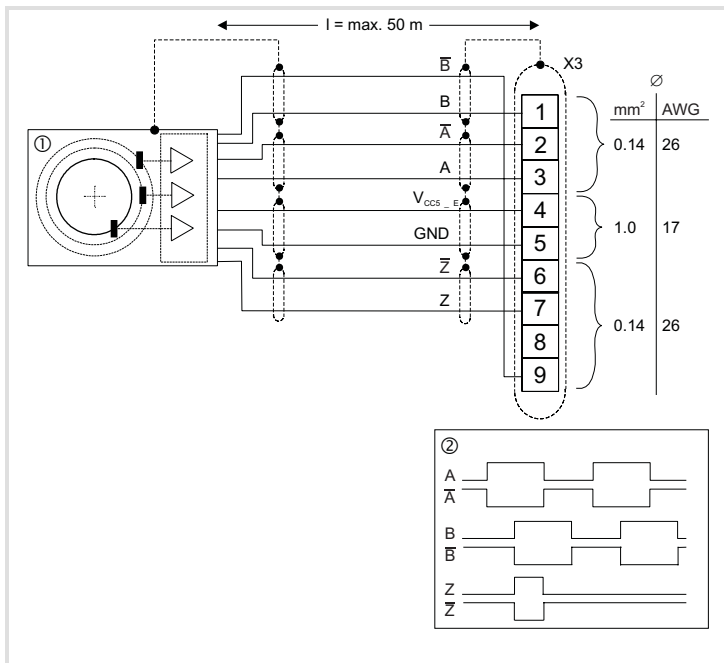 l = max. 50 m
X3
B̅
B
A̅
A
V_CC5_E
GND
Z̅
Z
①
1
2
3
4
5
6
7
8
9
∅
mm² AWG
0.14 26
1.0 17
0.14 26
②
A
A̅
B
B̅
Z
Z̅